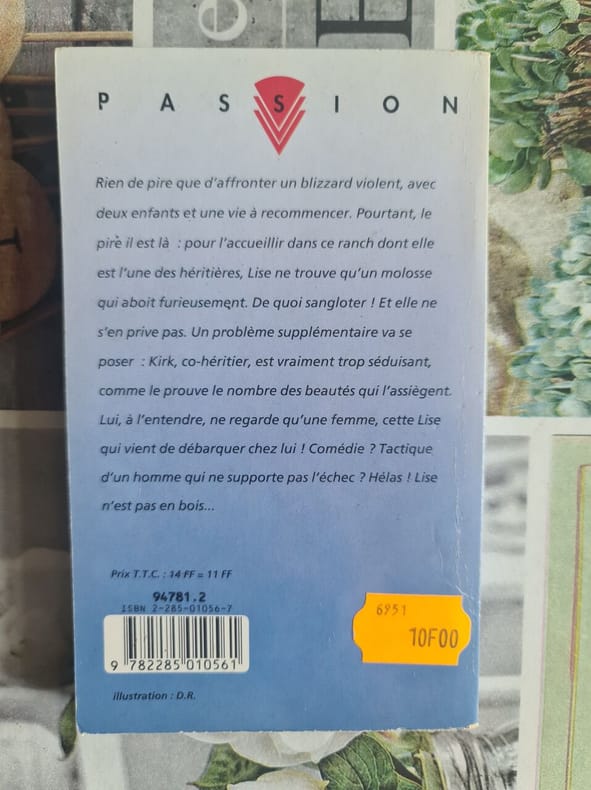 PASSION
Rien de pire que d'affronter un blizzard violent, avec
deux enfants et une vie à recommencer. Pourtant, le
pire il est là : pour l'accueillir dans ce ranch dont elle
est l'une des héritières, Lise ne trouve qu'un molosse
qui aboit furieusement. De quoi sangloter ! Et elle ne
s'en prive pas. Un problème supplémentaire va se
poser : Kirk, co-héritier, est vraiment trop séduisant,
comme le prouve le nombre des beautés qui l'assiègent.
Lui, à l'entendre, ne regarde qu'une femme, cette Lise
qui vient de débarquer chez lui ! Comédie ? Tactique
d'un homme qui ne supporte pas l'échec ? Hélas ! Lise
n'est pas en bois...
Prix T.T.C. : 14 FF = 11 FF
94781.2
ISBN 2-285-01056-7
9 782285 010561
illustration : D.R.
6951
10F00